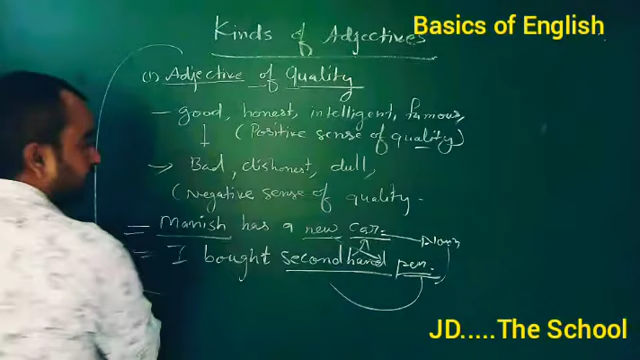 Basics of English
Kinds of Adjectives
(1) Adjective of Quality
– good, honest, intelligent, famous,
(Positive sense of quality)
→ Bad, dishonest, dull,
(Negative sense of quality.
= Manish has a new car.
Noun
= I bought secondhand pen.
JD.....The School